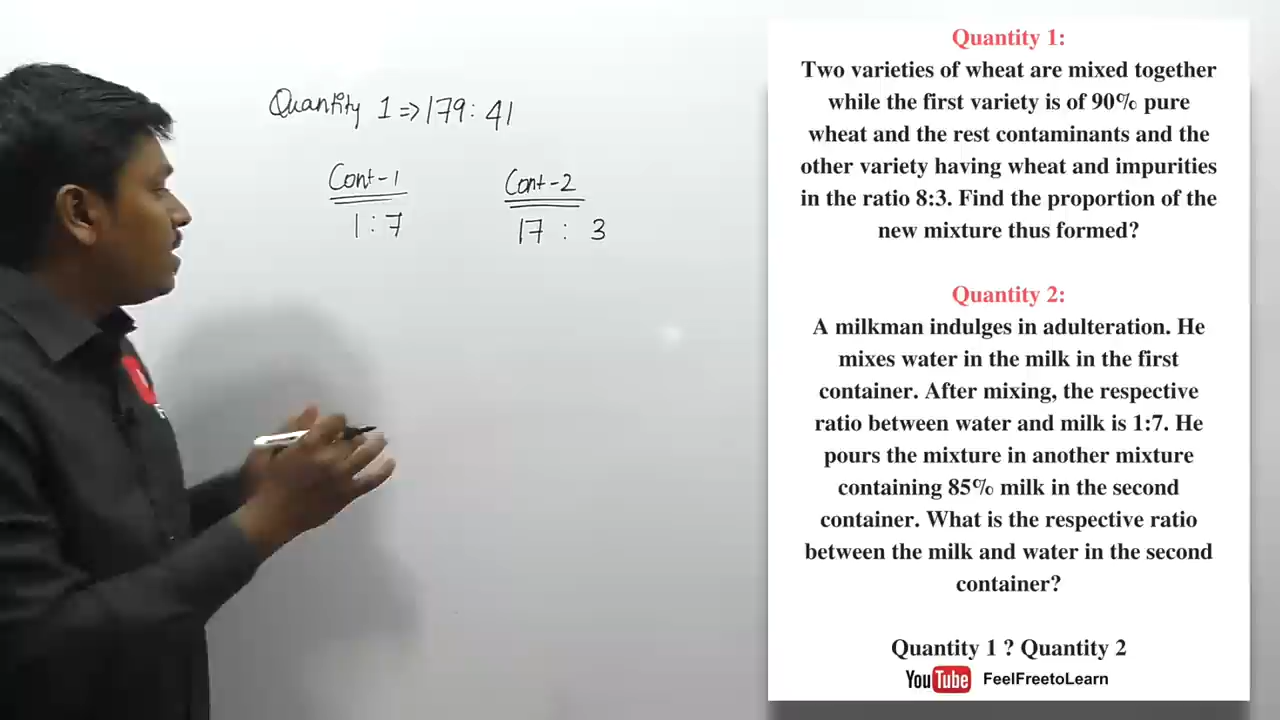 Quantity 1 ⇒ 179 : 41
Cont-1
Cont-2
1 : 7
17 : 3
Quantity 1:
Two varieties of wheat are mixed together
while the first variety is of 90% pure
wheat and the rest contaminants and the
other variety having wheat and impurities
in the ratio 8:3. Find the proportion of the
new mixture thus formed?
Quantity 2:
A milkman indulges in adulteration. He
mixes water in the milk in the first
container. After mixing, the respective
ratio between water and milk is 1:7. He
pours the mixture in another mixture
containing 85% milk in the second
container. What is the respective ratio
between the milk and water in the second
container?
Quantity 1 ? Quantity 2
YouTube FeelFreetoLearn